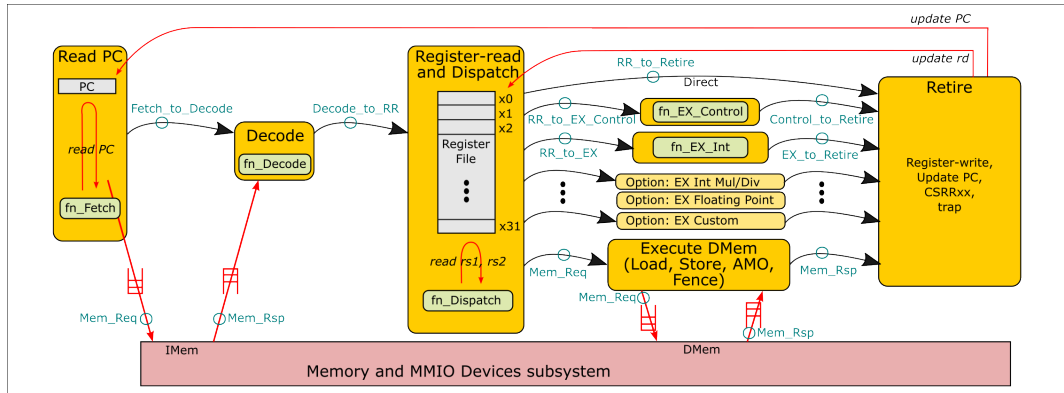 update PC
update rd
Read PC
PC
read PC
fn_Fetch
Fetch_to_Decode
Decode
fn_Decode
Decode_to_RR
Register-read
and Dispatch
x0
x1
x2
Register
File
x31
read rs1, rs2
fn_Dispatch
RR_to_Retire
Direct
RR_to_EX_Control
fn_EX_Control
Control_to_Retire
RR_to_EX
fn_EX_Int
EX_to_Retire
Option: EX Int Mul/Div
Option: EX Floating Point
Option: EX Custom
Mem_Req
Execute DMem
(Load, Store, AMO,
Fence)
Mem_Rsp
Retire
Register-write,
Update PC,
CSRRxx,
trap
Mem_Req
Mem_Rsp
Mem_Req
Mem_Rsp
IMem
DMem
Memory and MMIO Devices subsystem